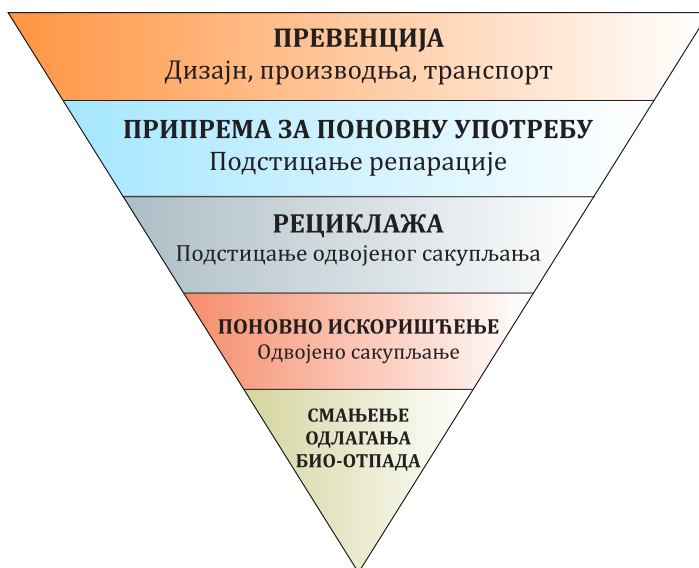 ПРЕВЕНЦИЈА
Дизајн, производња, транспорт
ПРИПРЕМА ЗА ПОНОВНУ УПОТРЕБУ
Подстицање репарације
РЕЦИКЛАЖА
Подстицање одвојеног сакупљања
ПОНОВНО ИСКОРИШЋЕЊЕ
Одвојено сакупљање
СМАЊЕЊЕ
ОДЛАГАЊА
БИО-ОТПАДА